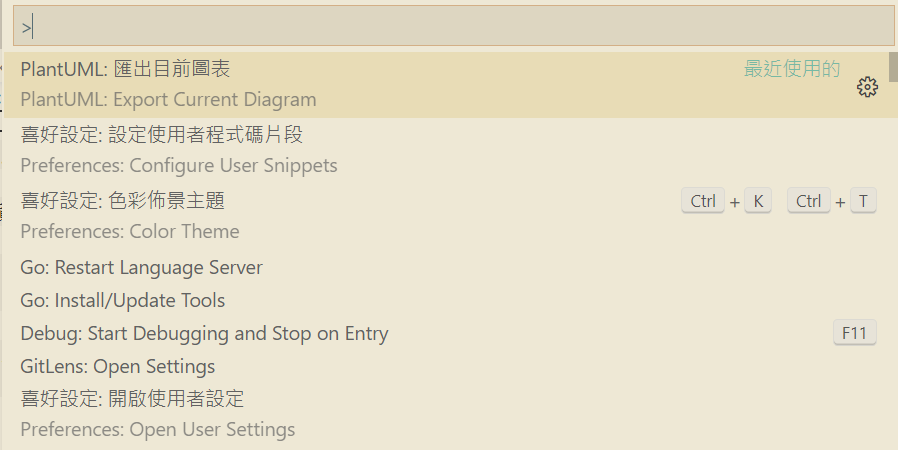 >
PlantUML: 匯出目前圖表 最近使用的
PlantUML: Export Current Diagram
喜好設定: 設定使用者程式碼片段
Preferences: Configure User Snippets
喜好設定: 色彩佈景主題 Ctrl + K Ctrl + T
Preferences: Color Theme
Go: Restart Language Server
Go: Install/Update Tools
Debug: Start Debugging and Stop on Entry F11
GitLens: Open Settings
喜好設定: 開啟使用者設定
Preferences: Open User Settings